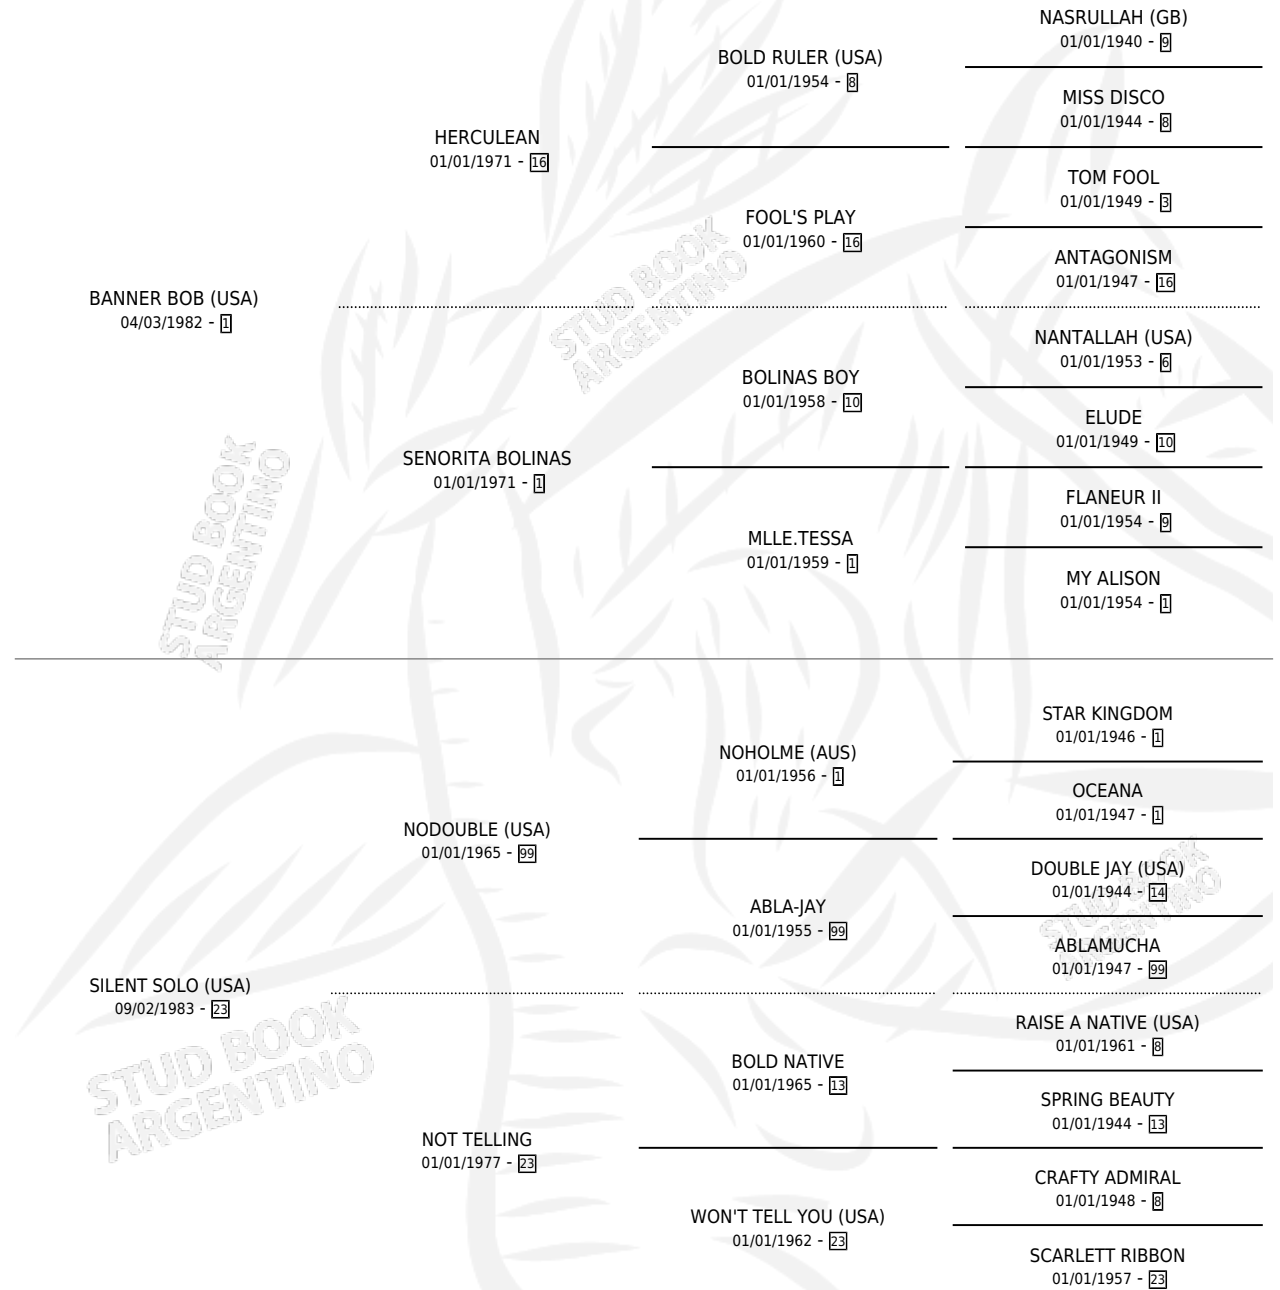 NASRULLAH (GB)
01/01/1940 - 9
BOLD RULER (USA)
01/01/1954 - 8
MISS DISCO
01/01/1944 - 8
HERCULEAN
01/01/1971 - 16
TOM FOOL
01/01/1949 - 3
FOOL'S PLAY
01/01/1960 - 16
ANTAGONISM
01/01/1947 - 16
BANNER BOB (USA)
04/03/1982 - 1
STUD BOOK
ARGENTINO
NANTALLAH (USA)
01/01/1953 - 6
BOLINAS BOY
01/01/1958 - 10
ELUDE
01/01/1949 - 10
SENORITA BOLINAS
01/01/1971 - 1
FLANEUR II
01/01/1954 - 9
MLLE.TESSA
01/01/1959 - 1
MY ALISON
01/01/1954 - 1
STUD BOOK
ARGENTINO
STAR KINGDOM
01/01/1946 - 1
NOHOLME (AUS)
01/01/1956 - 1
OCEANA
01/01/1947 - 1
NODOUBLE (USA)
01/01/1965 - 99
DOUBLE JAY (USA)
01/01/1944 - 14
STUD BOOK
ARGENTINO
ABLA-JAY
01/01/1955 - 99
ABLAMUCHA
01/01/1947 - 99
SILENT SOLO (USA)
09/02/1983 - 23
STUD BOOK
ARGENTINO
RAISE A NATIVE (USA)
01/01/1961 - 8
BOLD NATIVE
01/01/1965 - 13
SPRING BEAUTY
01/01/1944 - 13
NOT TELLING
01/01/1977 - 23
CRAFTY ADMIRAL
01/01/1948 - 8
WON'T TELL YOU (USA)
01/01/1962 - 23
SCARLETT RIBBON
01/01/1957 - 23